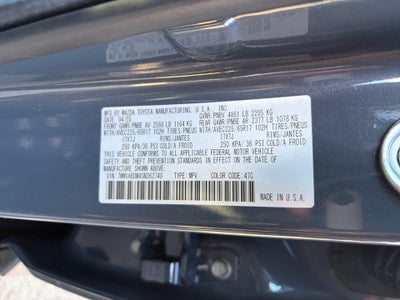 MFD BY MAZDA TOYOTA MANUFACTURING, U.S.A., INC.
04/25 GVWR/PNBV 4861 LB 2205 KG
FRONT GAWR/PNBE AV 2566 LB 1164 KG REAR GAWR/PNBE AR 2377 LB 1078 KG
WITH/AVEC225/65R17 102H TIRES/PNEUS WITH/AVEC225/65R17 102H TIRES/PNEUS
17X7J RIMS/JANTES 17X7J RIMS/JANTES
250 KPA/36 PSI COLD/A FROID 250 KPA/36 PSI COLD/A FROID
THIS VEHICLE CONFORMS TO ALL APPLICABLE FEDERAL MOTOR VEHICLE
SAFETY AND THEFT PREVENTION STANDARDS IN EFFECT ON THE DATE OF
MANUFACTURE SHOWN ABOVE.
TYPE: MPV COLOR CODE: 47C
MADE IN U.S.A.